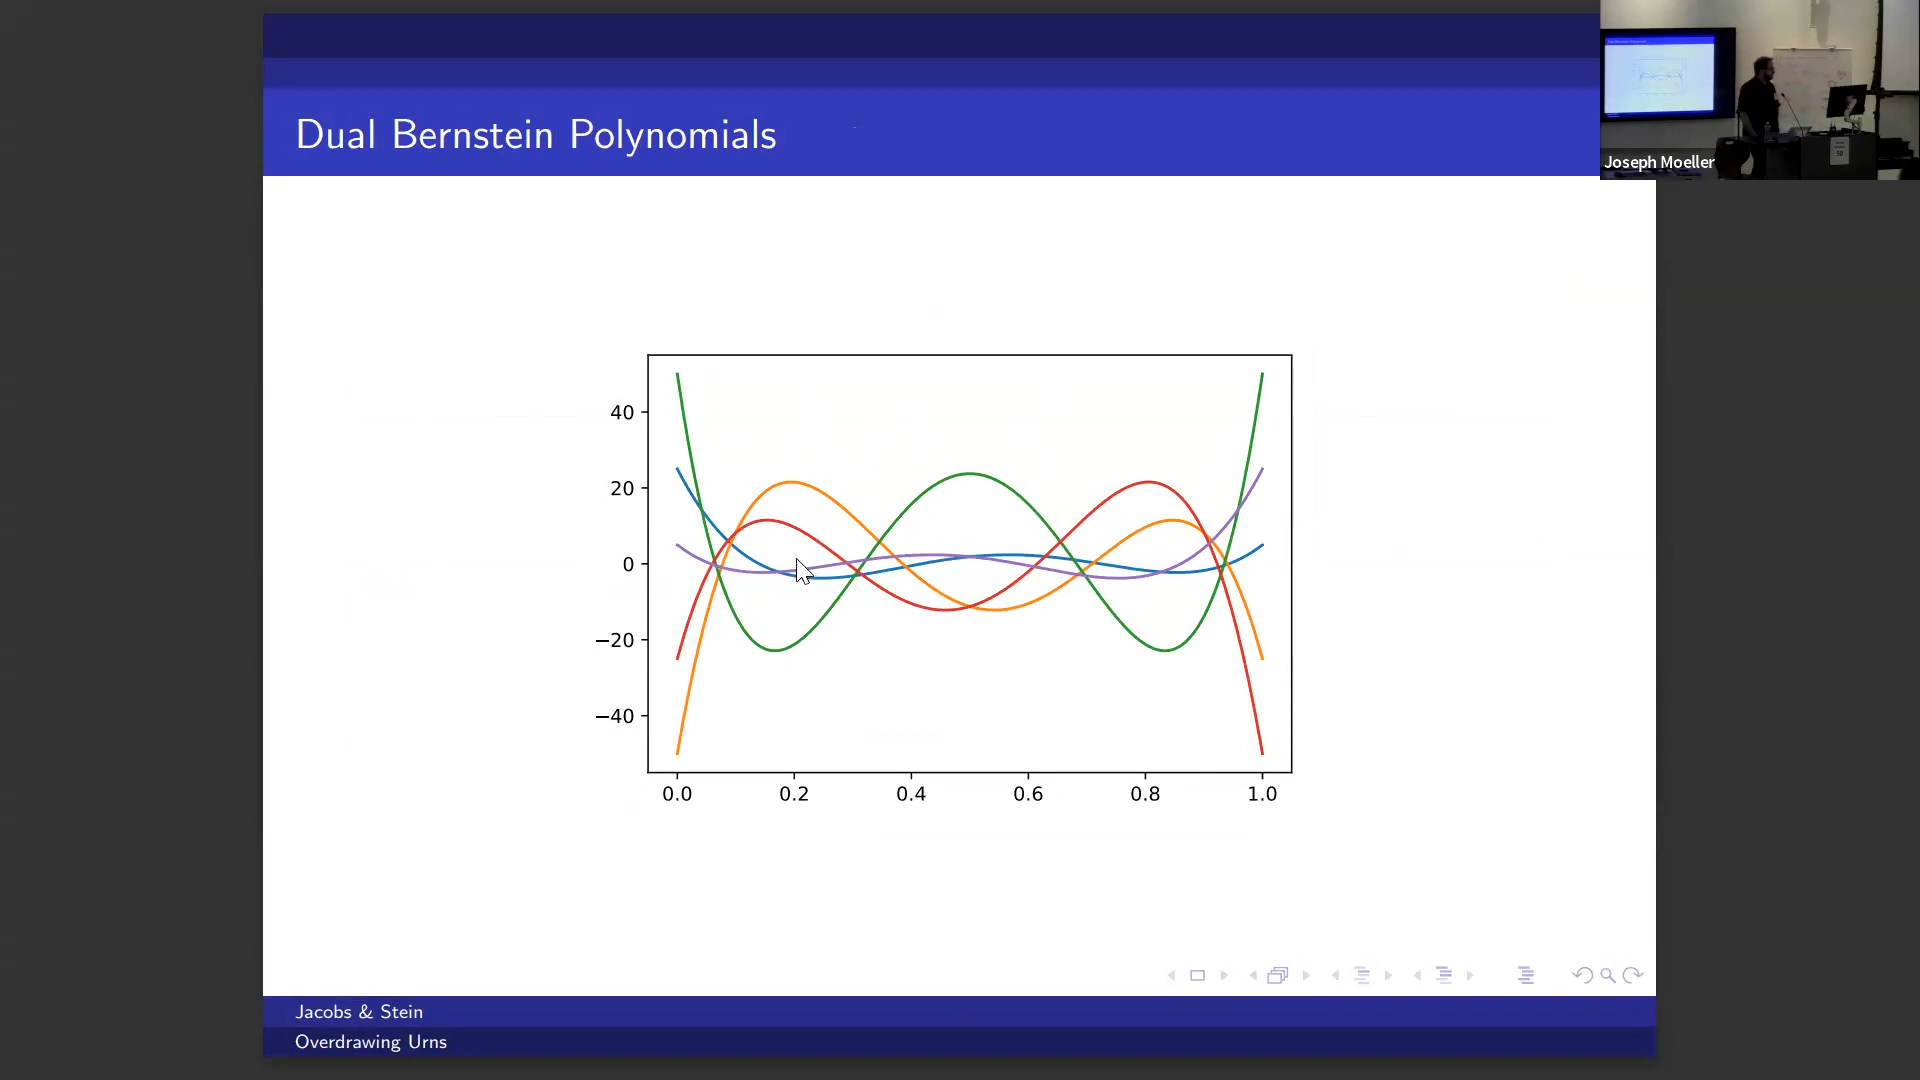 Dual Bernstein Polynomials
Joseph Moeller
40
20
0
−20
−40
0.0 0.2 0.4 0.6 0.8 1.0
Jacobs & Stein
Overdrawing Urns